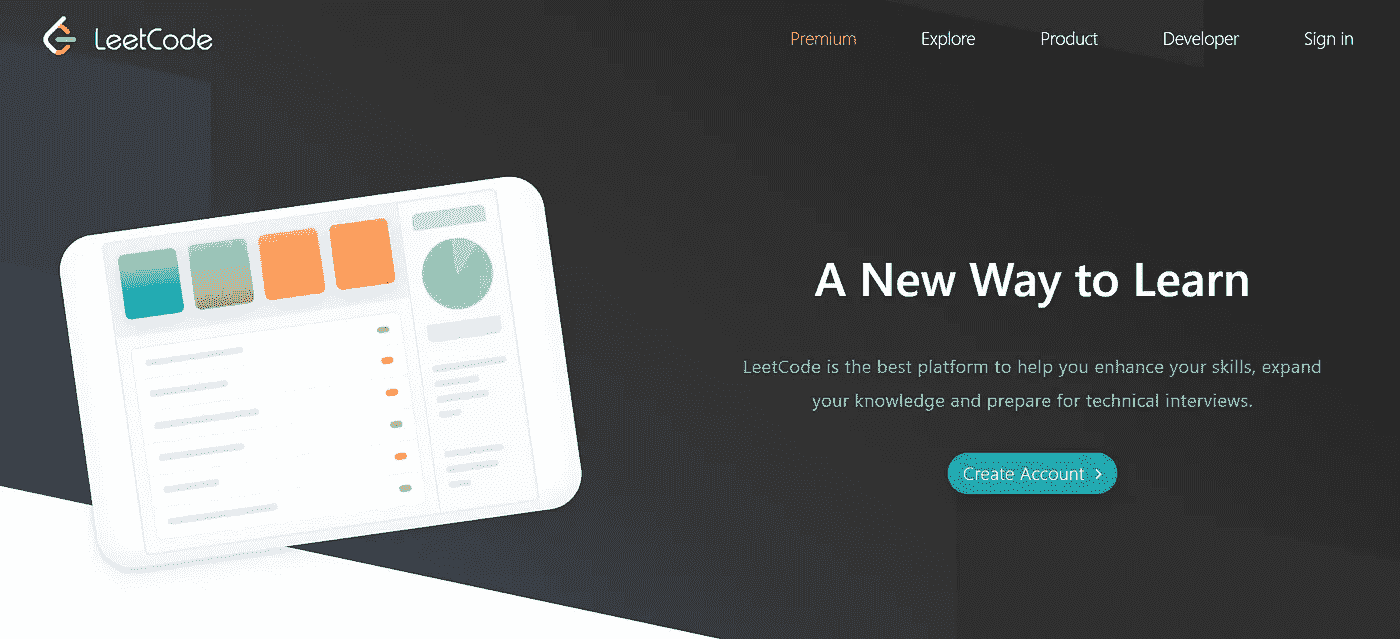 LeetCode
Premium Explore Product Developer Sign in
A New Way to Learn
LeetCode is the best platform to help you enhance your skills, expand
your knowledge and prepare for technical interviews.
Create Account